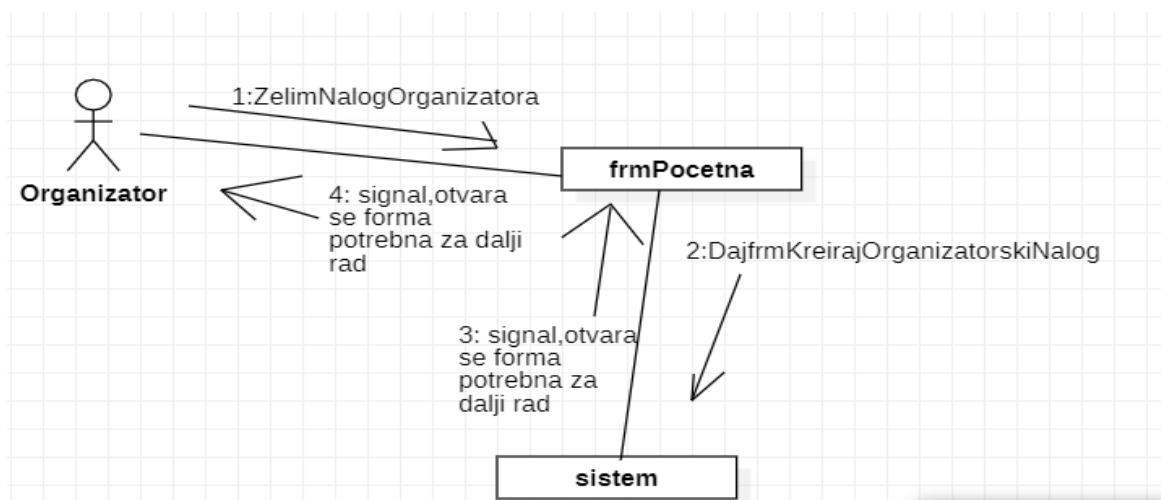 1:ZelimNalogOrganizatora
frmPocetna
Organizator
4: signal,otvara
se forma
potrebna za dalji
rad
2:DajfrmKreirajOrganizatorskiNalog
3: signal,otvara
se forma
potrebna za
dalji rad
sistem